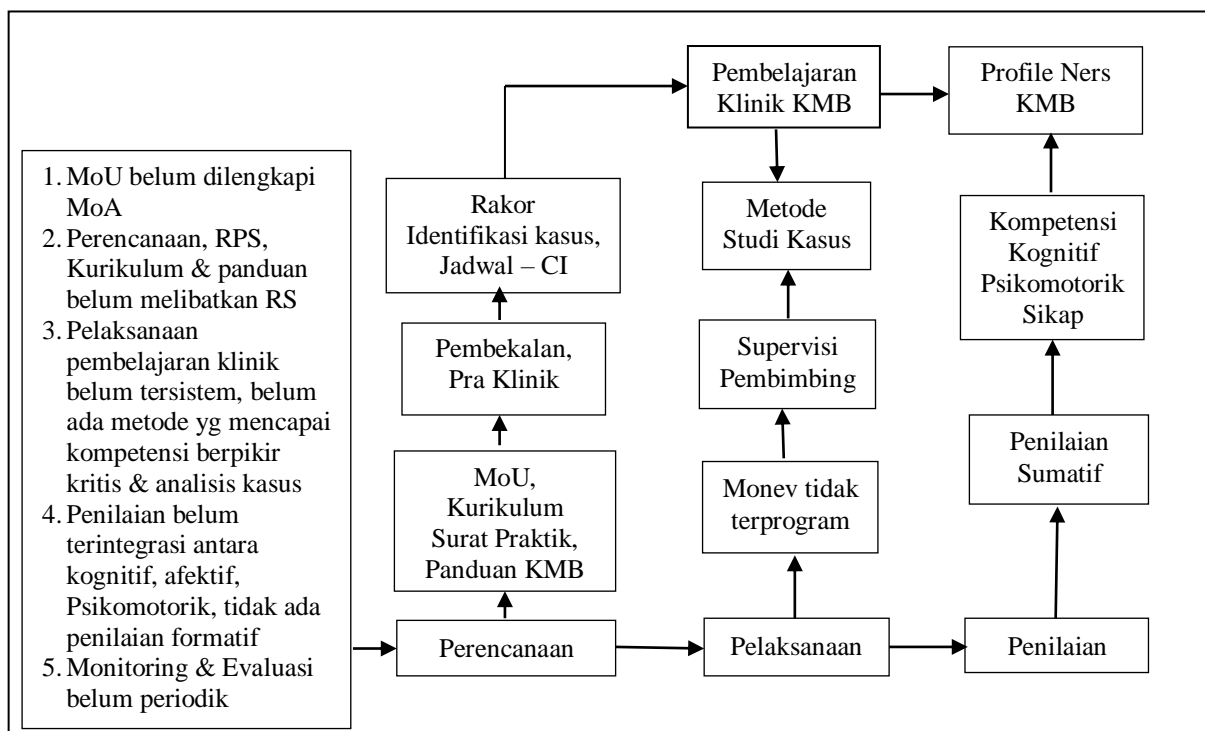 1. MoU belum dilengkapi
MoA
2. Perencanaan, RPS,
Kurikulum & panduan
belum melibatkan RS
3. Pelaksanaan
pembelajaran klinik
belum tersistem, belum
ada metode yg mencapai
kompetensi berpikir
kritis & analisis kasus
4. Penilaian belum
terintegrasi antara
kognitif, afektif,
Psikomotorik, tidak ada
penilaian formatif
5. Monitoring & Evaluasi
belum periodik
Rakor
Identifikasi kasus,
Jadwal – CI
Pembekalan,
Pra Klinik
MoU,
Kurikulum
Surat Praktik,
Panduan KMB
Perencanaan
Pembelajaran
Klinik KMB
Metode
Studi Kasus
Supervisi
Pembimbing
Monev tidak
terprogram
Pelaksanaan
Profile Ners
KMB
Kompetensi
Kognitif
Psikomotorik
Sikap
Penilaian
Sumatif
Penilaian